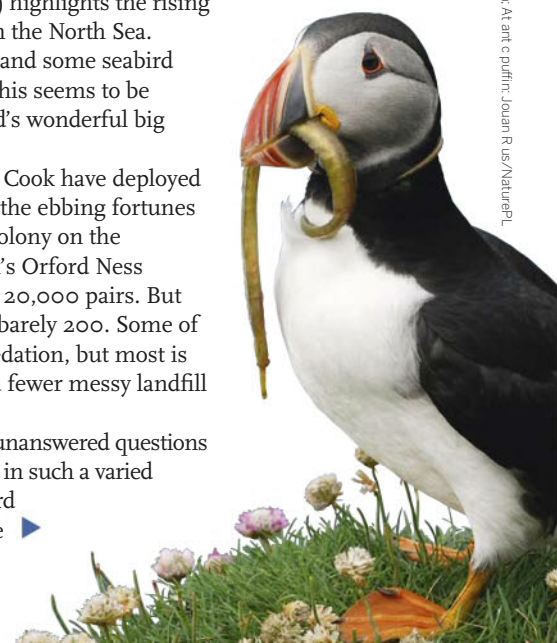 ) highlights the rising
n the North Sea.
and some seabird
his seems to be
d’s wonderful big
Cook have deployed
the ebbing fortunes
olony on the
’s Orford Ness
20,000 pairs. But
barely 200. Some of
edation, but most is
fewer messy landfill
unanswered questions
in such a varied
rd
e
; At ant c puffin: Jouan R us/NaturePL